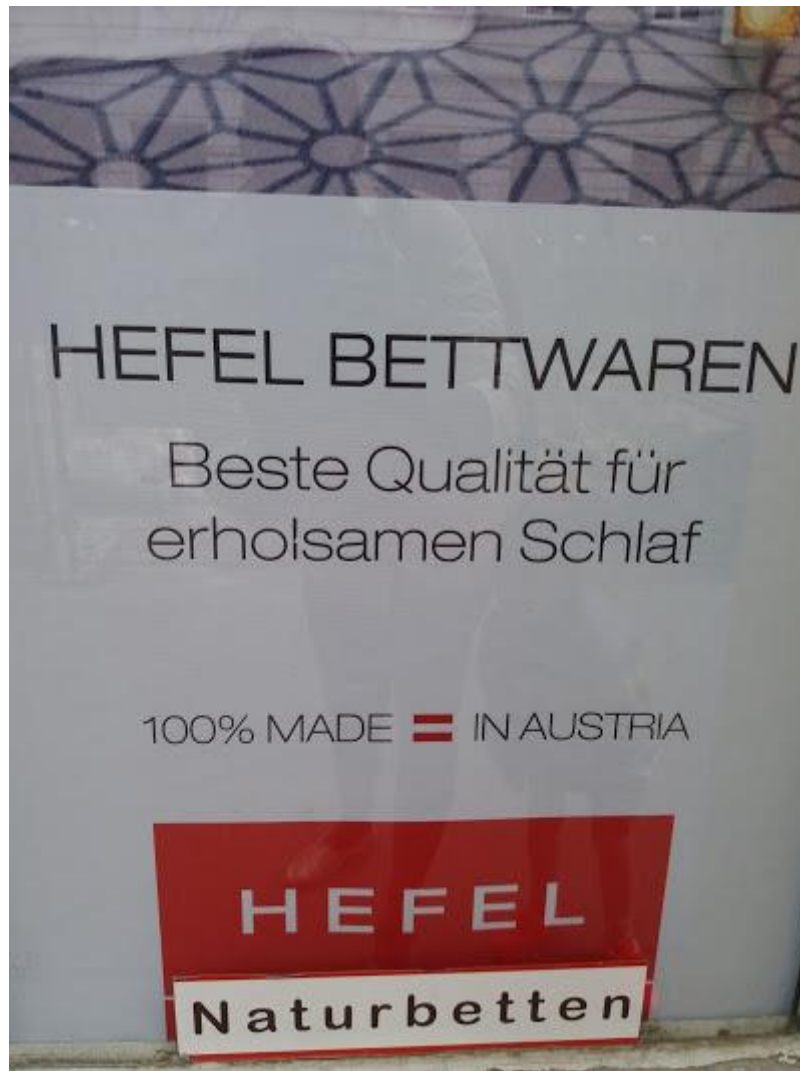 HEFEL BETTWAREN
Beste Qualität für
erholsamen Schlaf
100% MADE IN AUSTRIA
HEFEL
Naturbetten